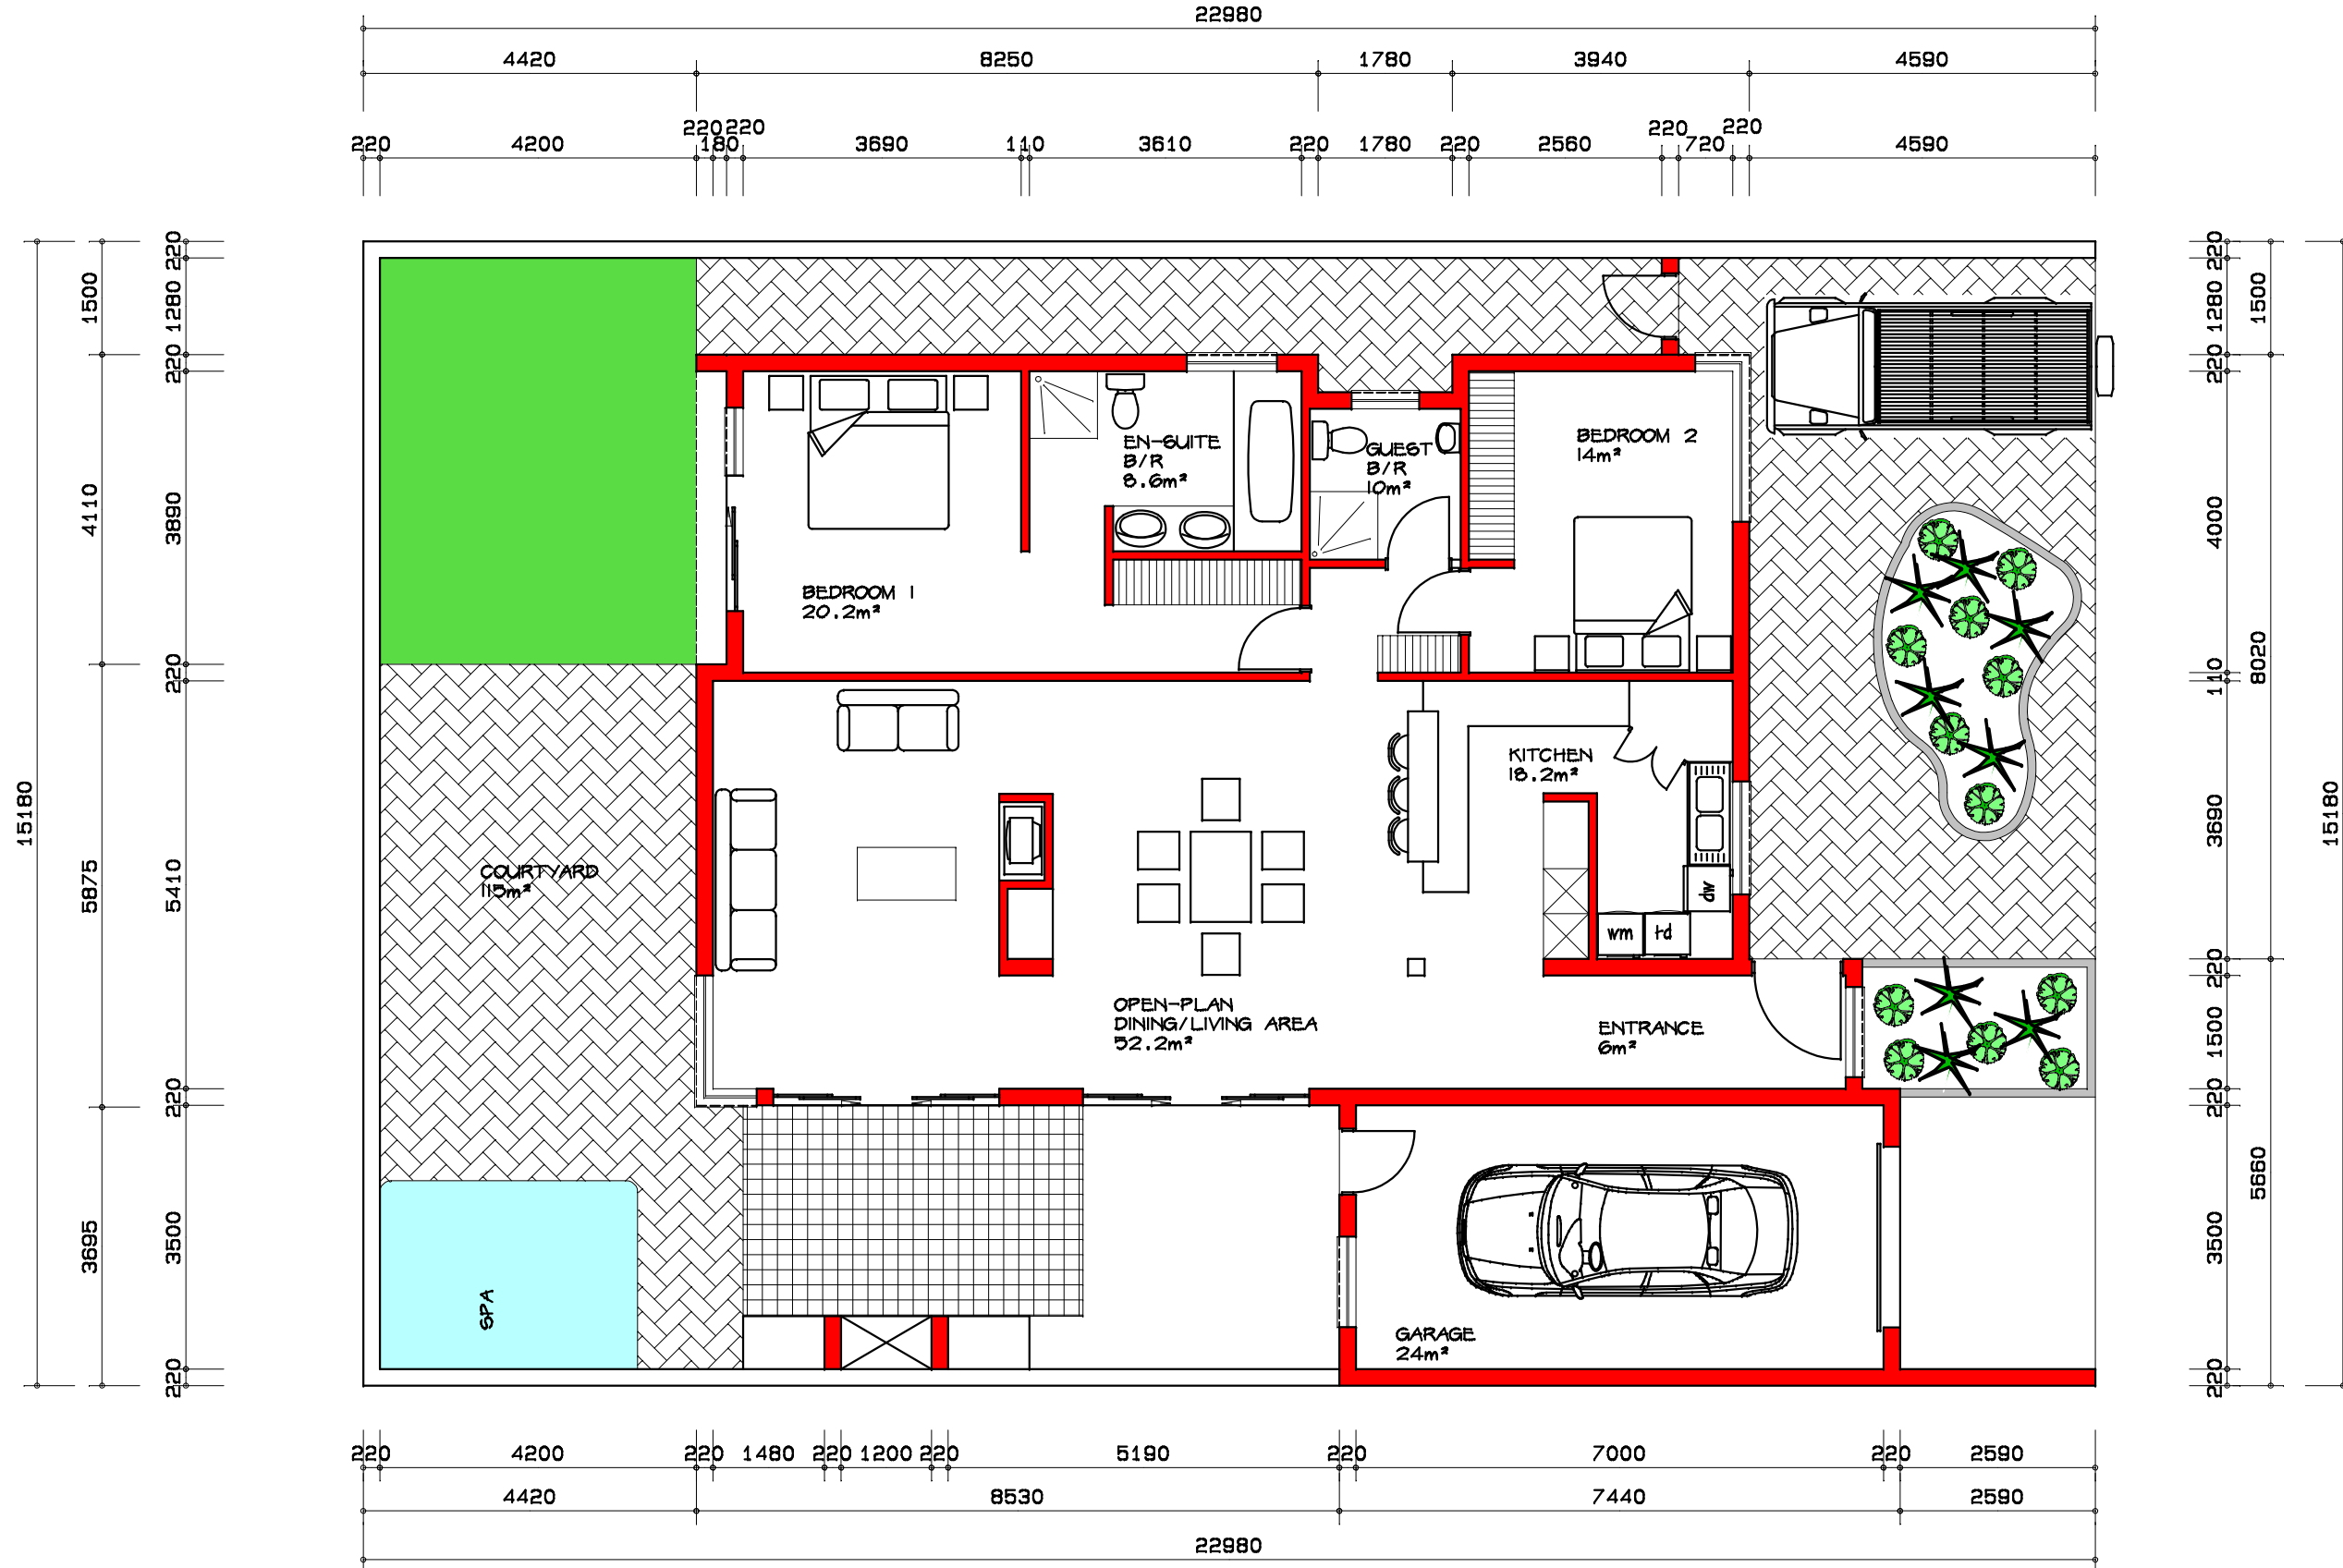 22980
4420 8250 1780 3940 4590
220 4200 220 180 220 3690 110 3610 220 1780 220 2560 220 720 220 4590
15180
1500
4110
5875
3695
220
1280
220
3890
220
5410
220
3500
220
EN-SUITE
B/R
8.6m²
GUEST
B/R
10m²
BEDROOM 2
14m²
BEDROOM 1
20.2m²
KITCHEN
18.2m²
COURTYARD
115m²
dw
wm td
OPEN-PLAN
DINING/LIVING AREA
52.2m²
ENTRANCE
6m²
SPA
GARAGE
24m²
220
1280
220
4000
110
3690
220
1500
220
3500
220
1500
8020
5660
15180
220 4200 220 1480 220 1200 220 5190 220 7000 220 2590
4420 8530 7440 2590
22980